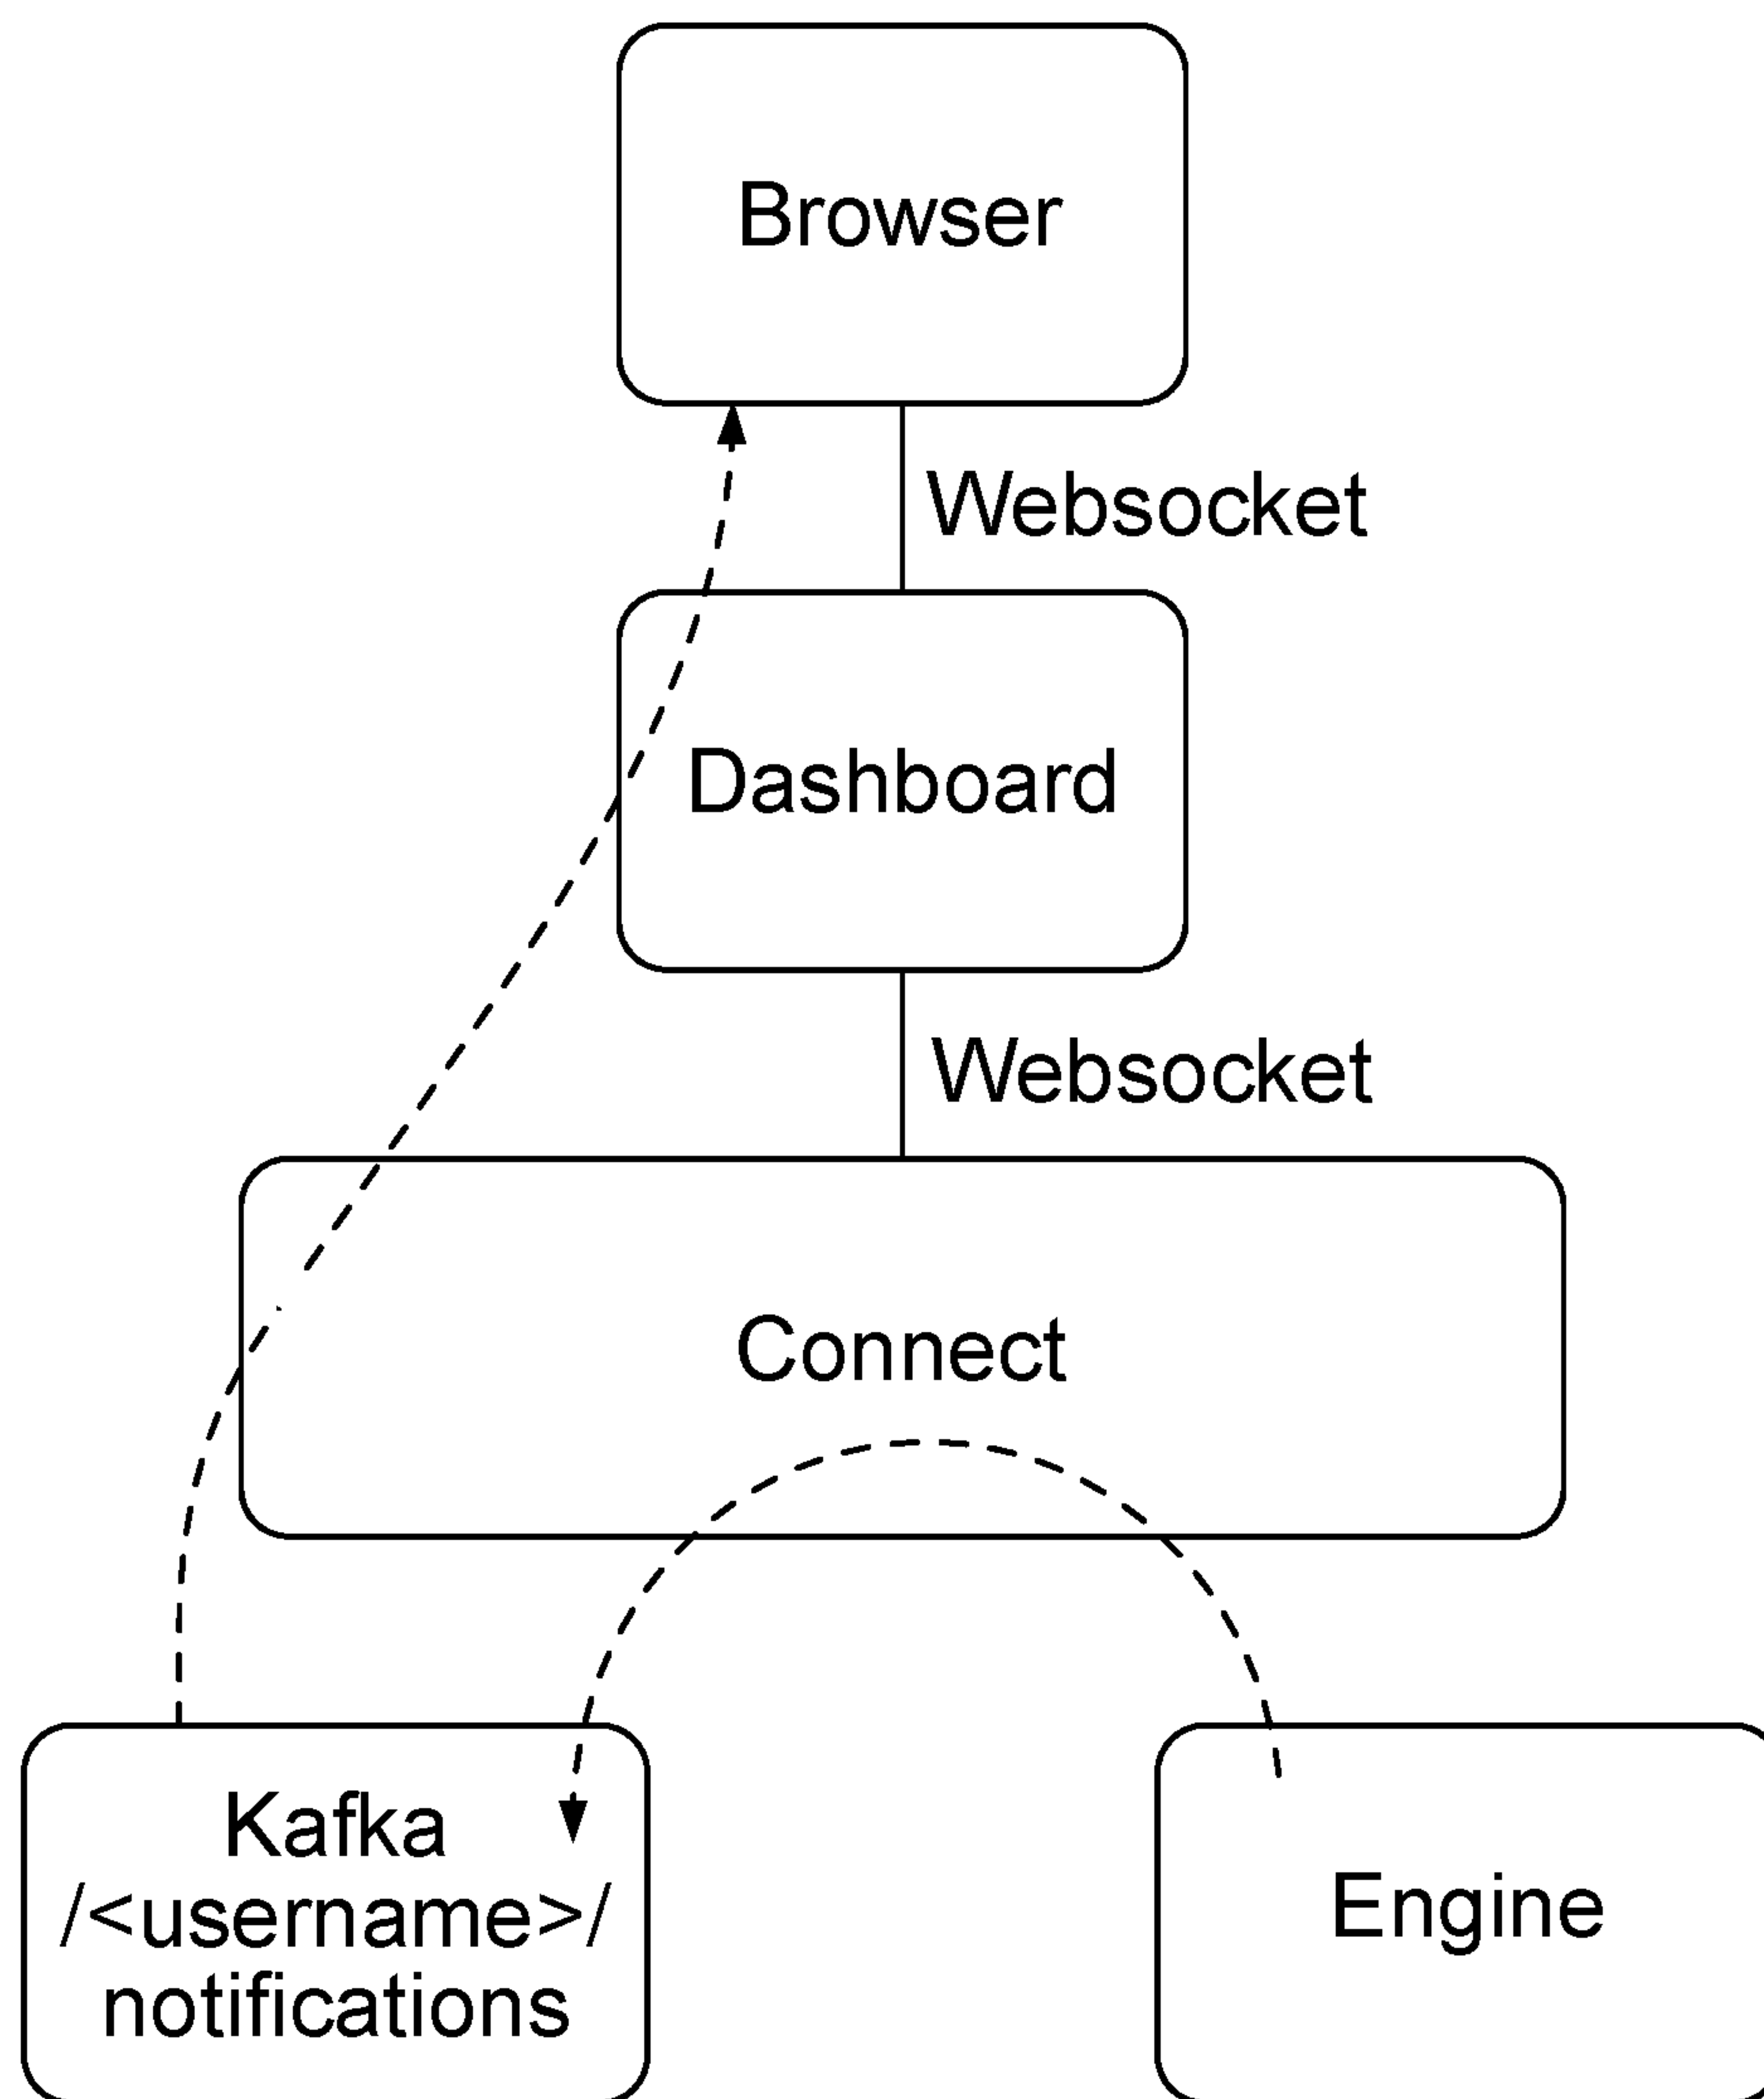 Browser
Websocket
Dashboard
Websocket
Connect
Kafka
/<username>/
notifications
Engine